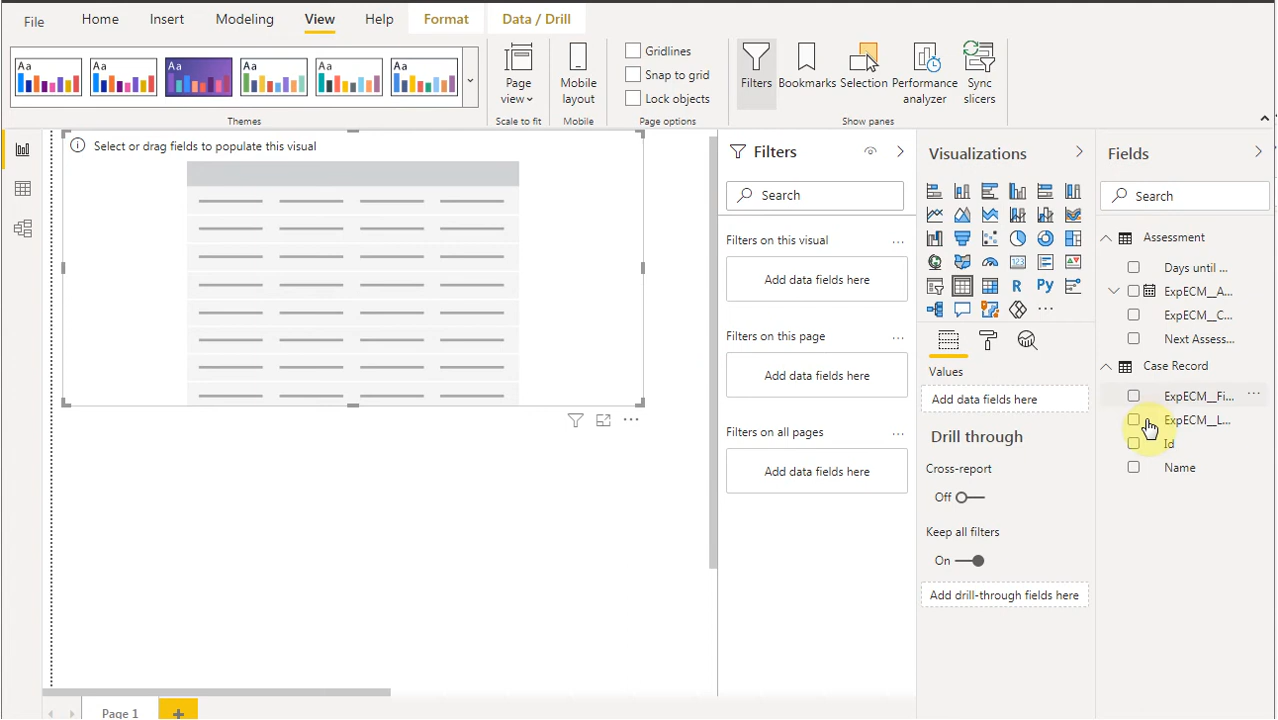 File Home Insert Modeling View Help Format Data / Drill
Aa Aa Aa Aa Aa Aa
Page view
Mobile layout
Gridlines
Snap to grid
Lock objects
Filters
Bookmarks
Selection
Performance analyzer
Sync slicers
Themes
Scale to fit
Mobile
Page options
Show panes
Select or drag fields to populate this visual
Filters
Search
Filters on this visual ...
Add data fields here
Filters on this page ...
Add data fields here
Filters on all pages ...
Add data fields here
Visualizations
123
R
Py
...
Values
Add data fields here
Drill through
Cross-report
Off
Keep all filters
On
Add drill-through fields here
Fields
Search
Assessment
Days until ...
ExpECM__A...
ExpECM__C...
Next Assess...
Case Record
ExpECM__Fi... ...
ExpECM__L...
Id
Name
...
Page 1 +